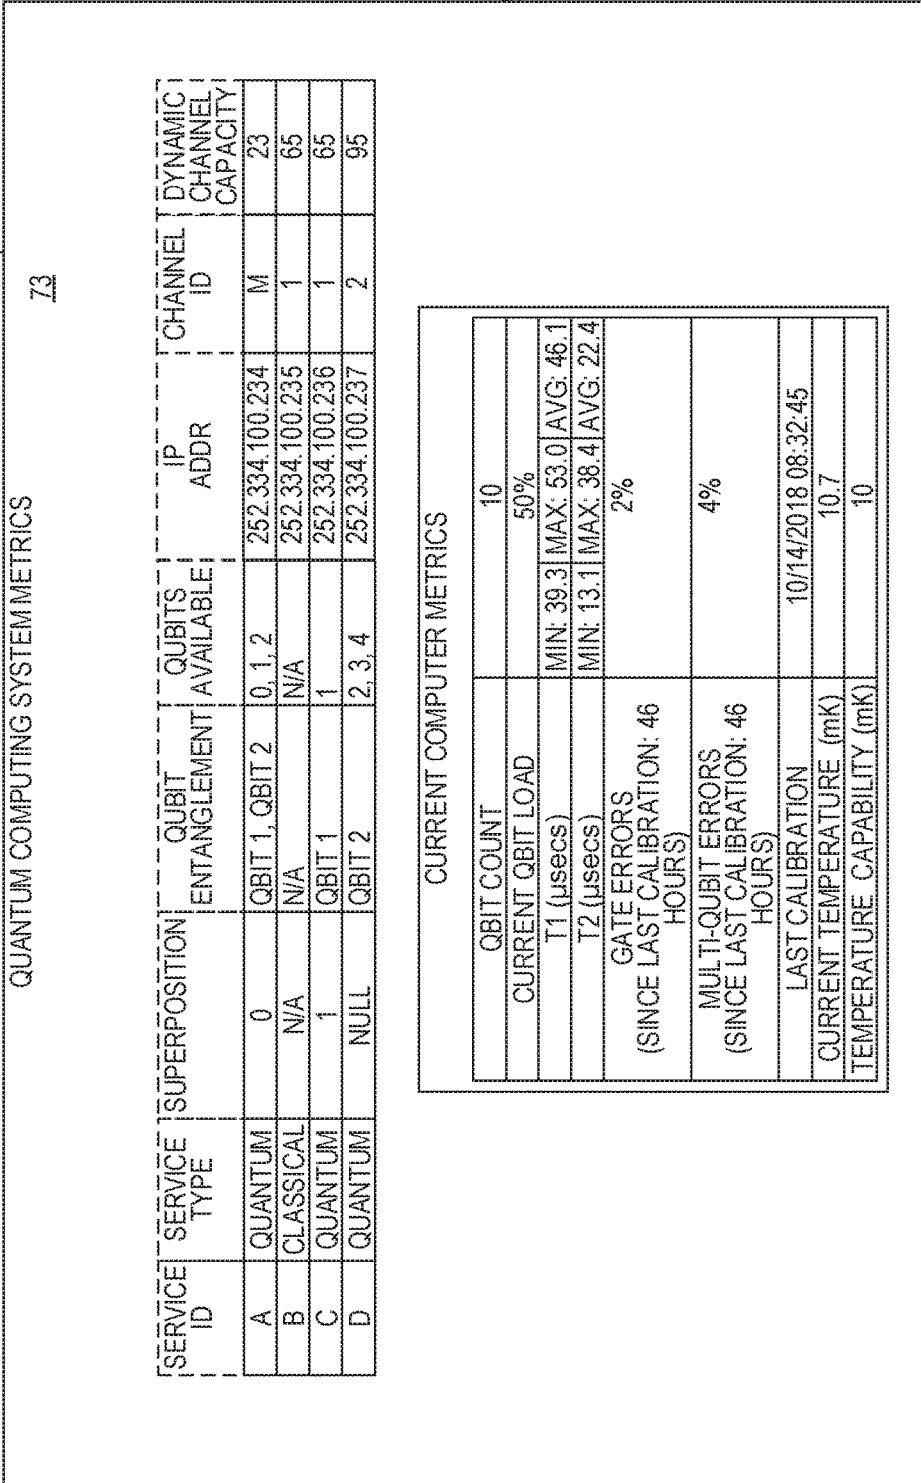 QUANTUM COMPUTING SYSTEM METRICS
73
SERVICE ID SERVICE TYPE SUPERPOSITION QUBIT ENTANGLEMENT QUBITS AVAILABLE IP ADDR CHANNEL ID DYNAMIC CHANNEL CAPACITY
A QUANTUM 0 QBIT 1, QBIT 2 0, 1, 2 252.334.100.234 M 23
B CLASSICAL N/A N/A N/A 252.334.100.235 1 65
C QUANTUM 1 QBIT 1 1 252.334.100.236 1 65
D QUANTUM NULL QBIT 2 2, 3, 4 252.334.100.237 2 95
CURRENT COMPUTER METRICS
QBIT COUNT 10
CURRENT QBIT LOAD 50%
T1 (µsecs) MIN: 39.3 MAX: 53.0 AVG: 46.1
T2 (µsecs) MIN: 13.1 MAX: 38.4 AVG: 22.4
GATE ERRORS 2%
(SINCE LAST CALIBRATION: 46
HOURS)
MULTI-QUBIT ERRORS 4%
(SINCE LAST CALIBRATION: 46
HOURS)
LAST CALIBRATION 10/14/2018 08:32:45
CURRENT TEMPERATURE (mK) 10.7
TEMPERATURE CAPABILITY (mK) 10